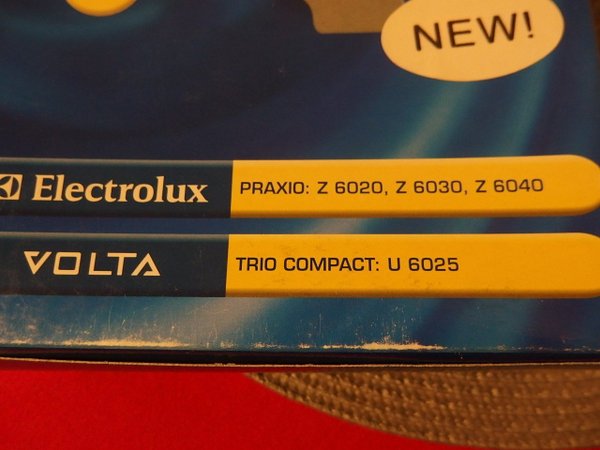 NEW!
Electrolux PRAXIO: Z 6020, Z 6030, Z 6040
VOLTA TRIO COMPACT: U 6025